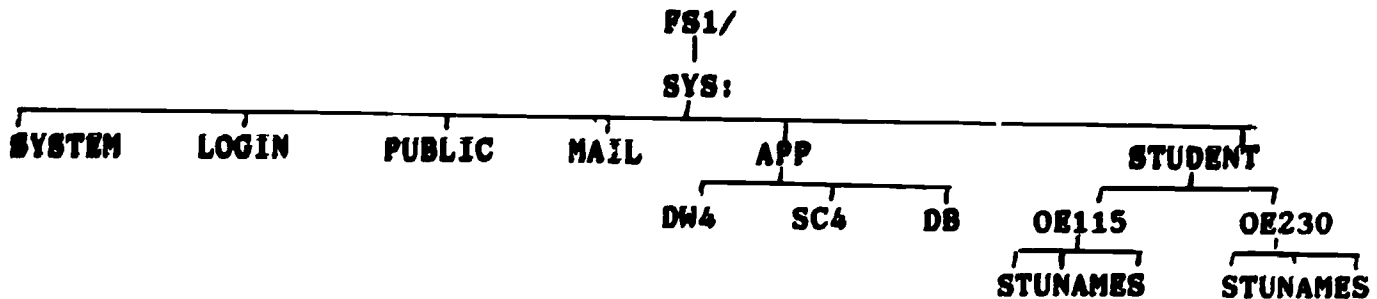 FS1/
SYS:
SYSTEM LOGIN PUBLIC MAIL APP STUDENT
DW4 SC4 DB OE115 OE230
STUNAMES STUNAMES